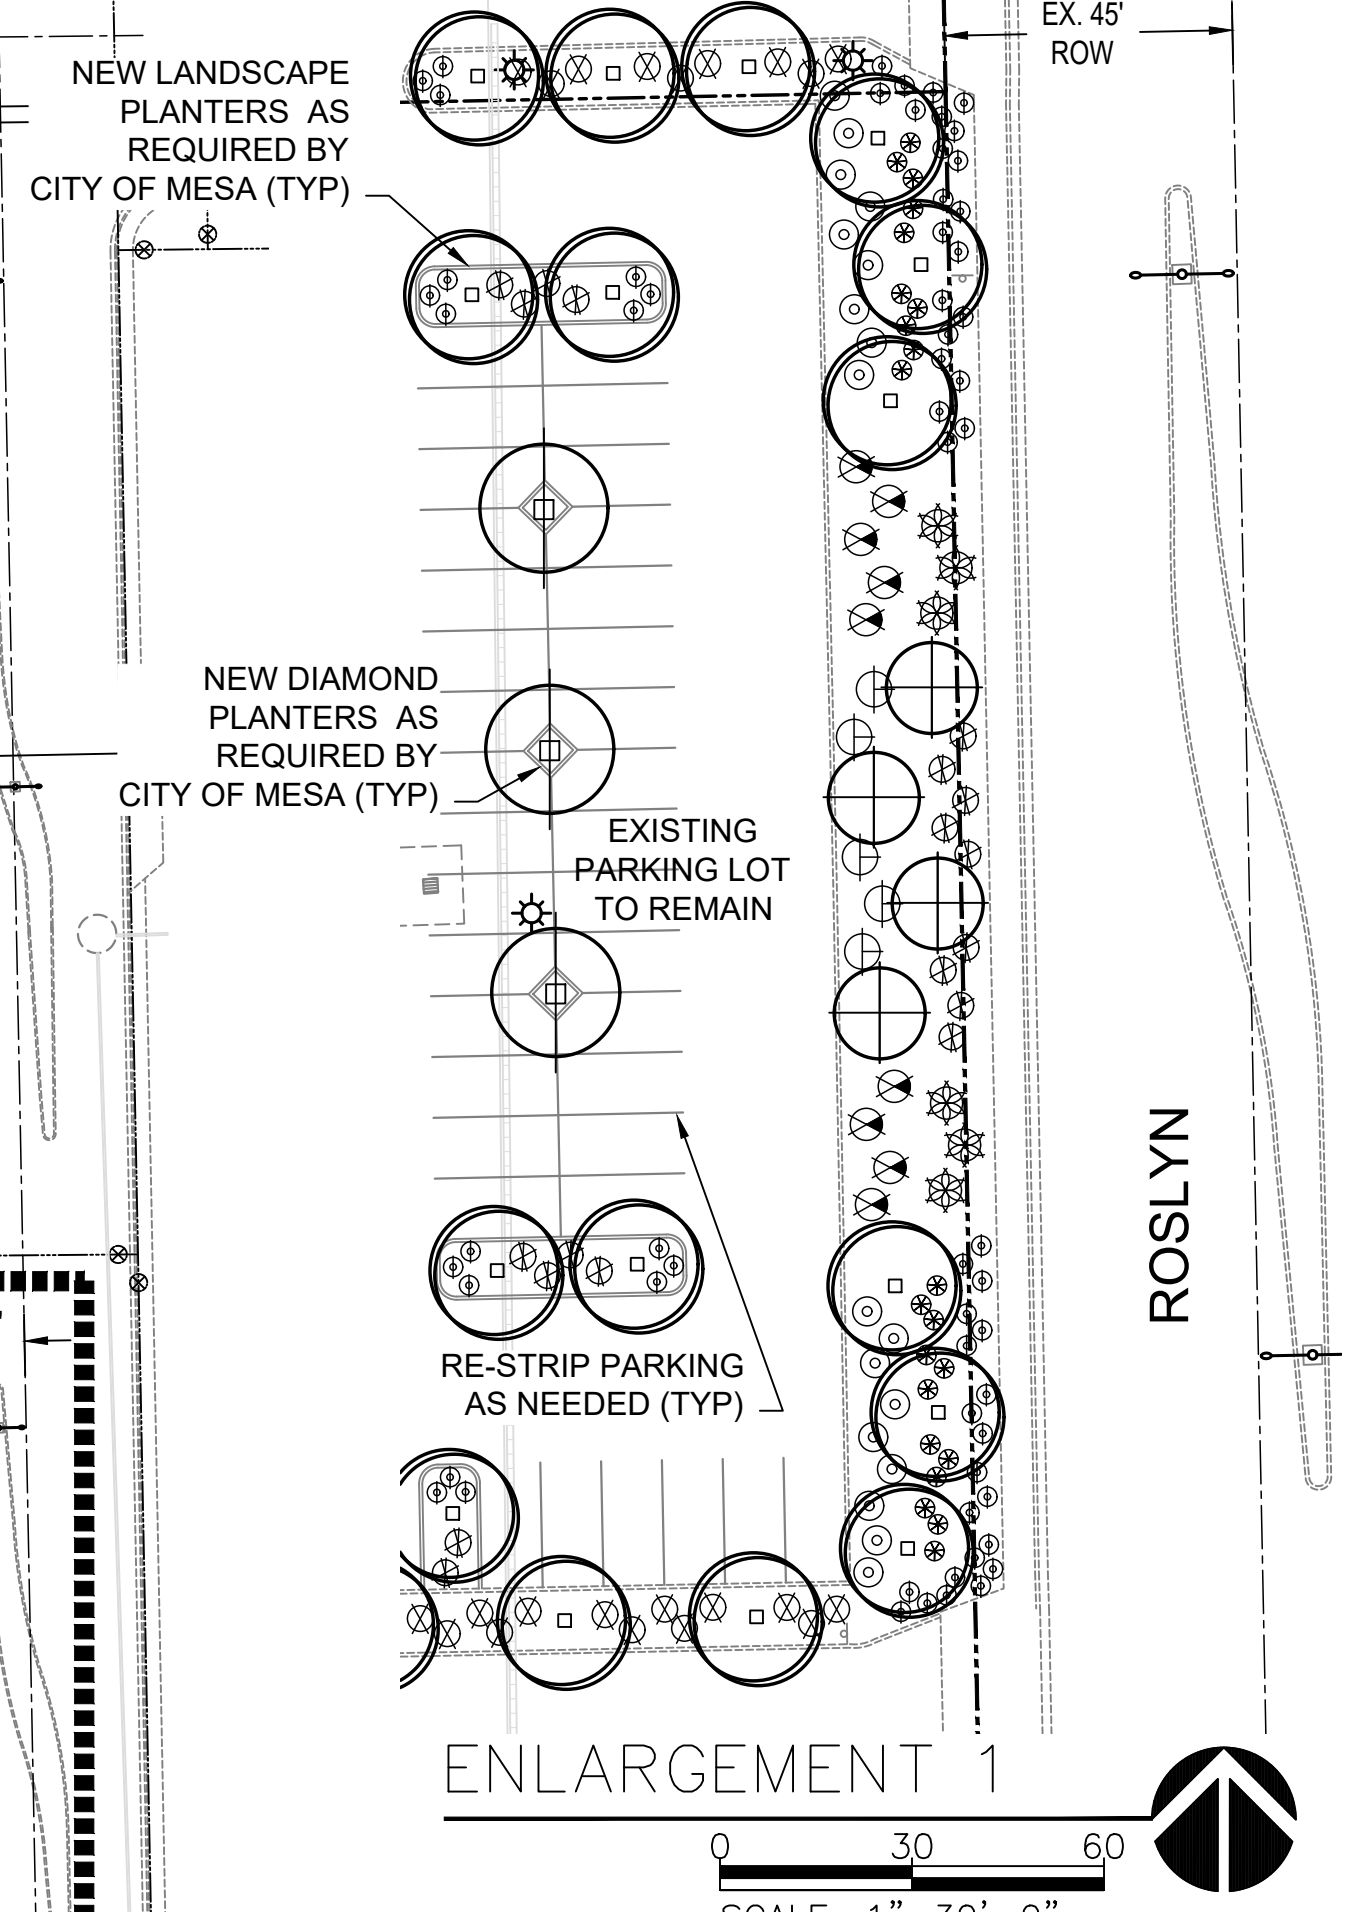 EX. 45'
ROW
NEW LANDSCAPE
PLANTERS AS
REQUIRED BY
CITY OF MESA (TYP)
NEW DIAMOND
PLANTERS AS
REQUIRED BY
CITY OF MESA (TYP)
EXISTING
PARKING LOT
TO REMAIN
ROSLYN
RE-STRIP PARKING
AS NEEDED (TYP)
ENLARGEMENT 1
0 30 60